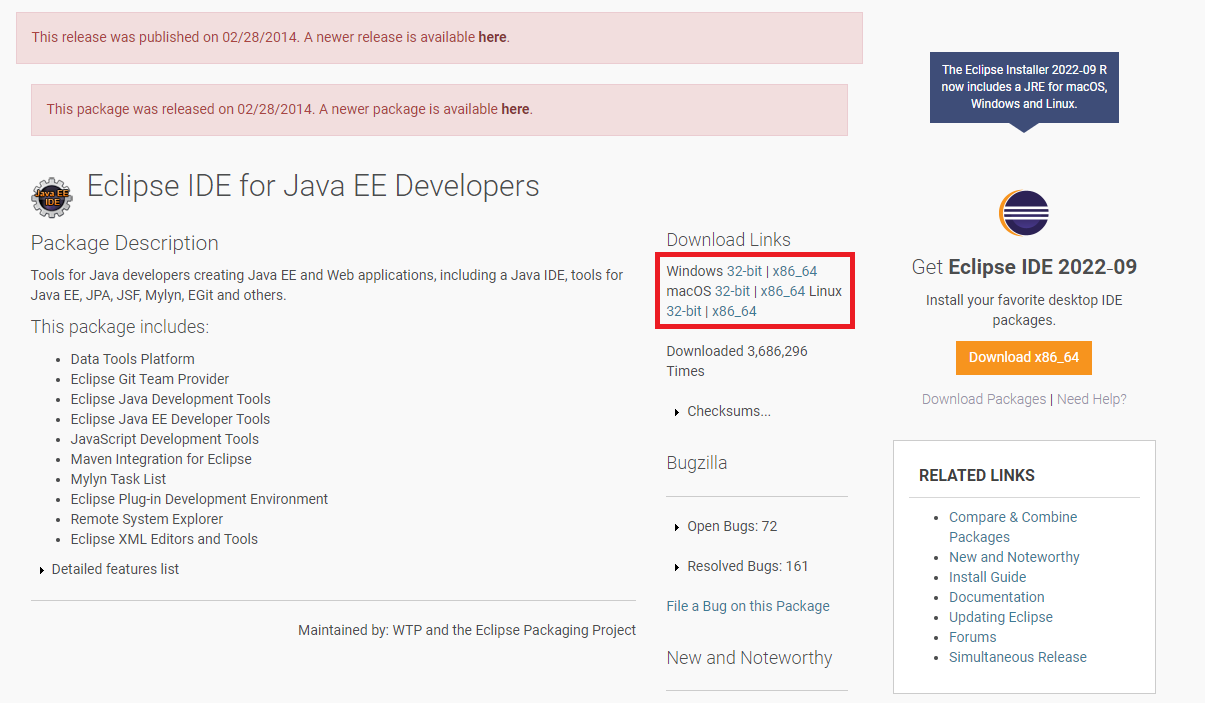 This release was published on 02/28/2014. A newer release is available here.
This package was released on 02/28/2014. A newer package is available here.
Java EE
IDE
Eclipse IDE for Java EE Developers
Package Description
Tools for Java developers creating Java EE and Web applications, including a Java IDE, tools for
Java EE, JPA, JSF, Mylyn, EGit and others.
This package includes:
• Data Tools Platform
• Eclipse Git Team Provider
• Eclipse Java Development Tools
• Eclipse Java EE Developer Tools
• JavaScript Development Tools
• Maven Integration for Eclipse
• Mylyn Task List
• Eclipse Plug-in Development Environment
• Remote System Explorer
• Eclipse XML Editors and Tools
Detailed features list
Maintained by: WTP and the Eclipse Packaging Project
Download Links
Windows 32-bit | x86_64
macOS 32-bit | x86_64 Linux
32-bit | x86_64
Downloaded 3,686,296
Times
Checksums...
Bugzilla
Open Bugs: 72
Resolved Bugs: 161
File a Bug on this Package
New and Noteworthy
The Eclipse Installer 2022‑09 R
now includes a JRE for macOS,
Windows and Linux.
Get Eclipse IDE 2022‑09
Install your favorite desktop IDE
packages.
Download x86_64
Download Packages | Need Help?
RELATED LINKS
• Compare & Combine
Packages
• New and Noteworthy
• Install Guide
• Documentation
• Updating Eclipse
• Forums
• Simultaneous Release